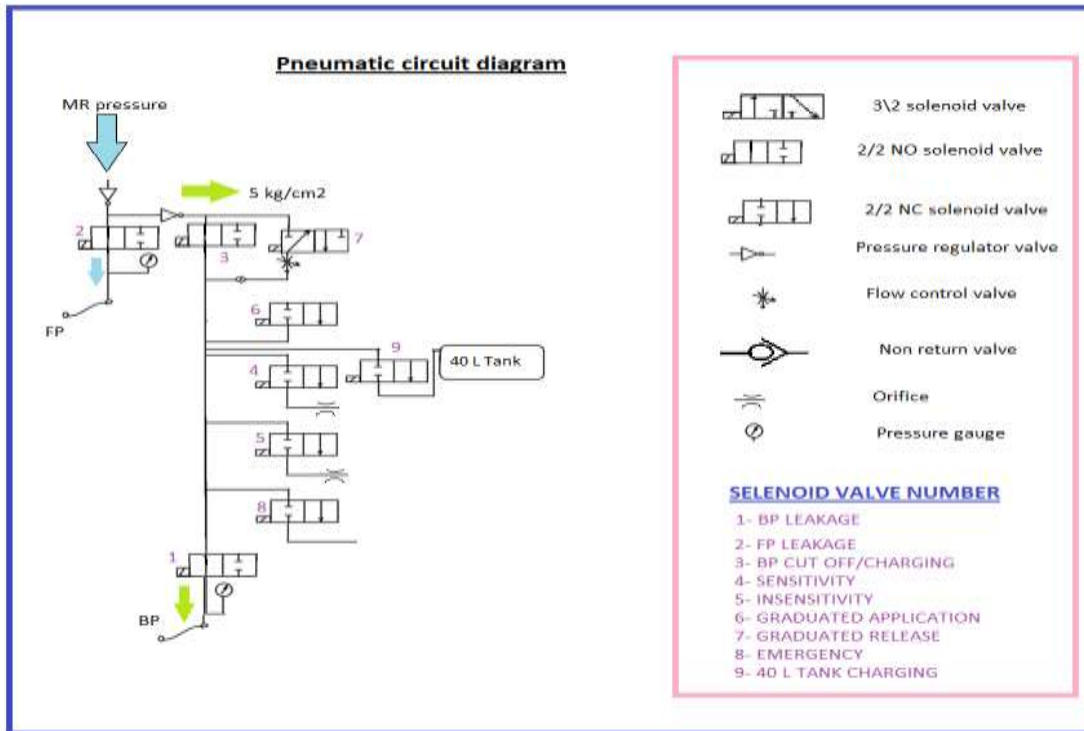 Pneumatic circuit diagram
MR pressure
5 kg/cm2
2
3
7
FP
6
9
40 L Tank
4
5
8
1
BP
3\2 solenoid valve
2/2 NO solenoid valve
2/2 NC solenoid valve
Pressure regulator valve
Flow control valve
Non return valve
Orifice
Pressure gauge
SELENOID VALVE NUMBER
1- BP LEAKAGE
2- FP LEAKAGE
3- BP CUT OFF/CHARGING
4- SENSITIVITY
5- INSENSITIVITY
6- GRADUATED APPLICATION
7- GRADUATED RELEASE
8- EMERGENCY
9- 40 L TANK CHARGING